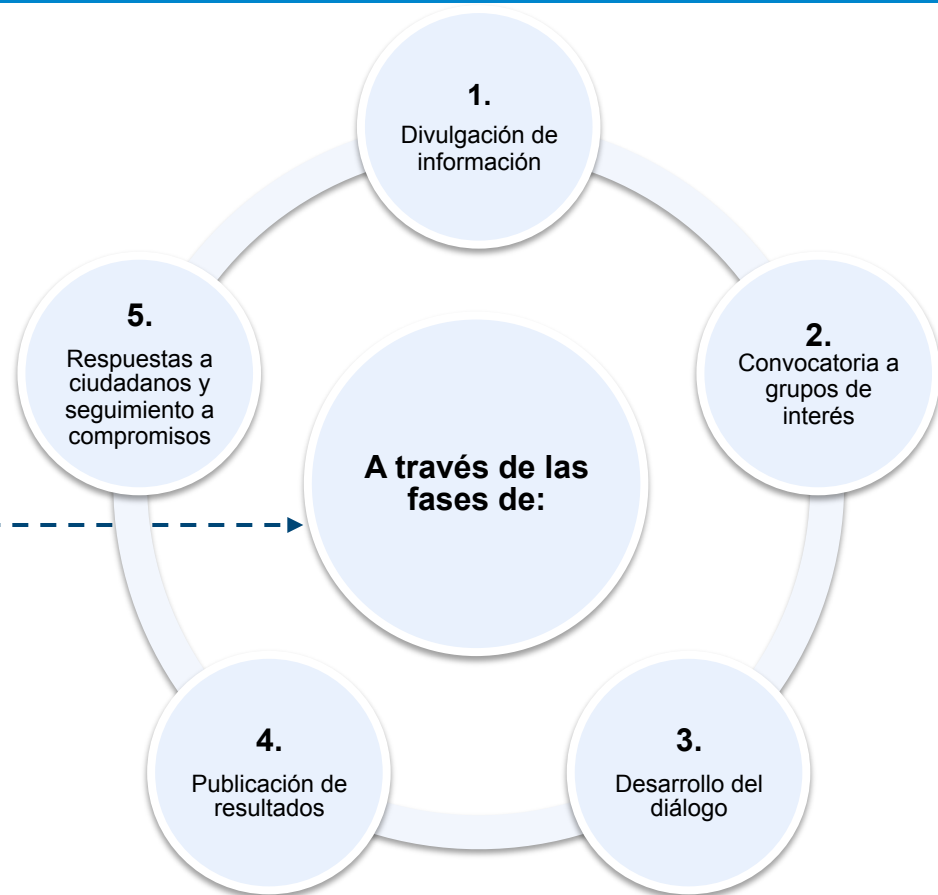 1.
Divulgación de
información
2.
Convocatoria a
grupos de
interés
3.
Desarrollo del
diálogo
4.
Publicación de
resultados
5.
Respuestas a
ciudadanos y
seguimiento a
compromisos
A través de las
fases de: